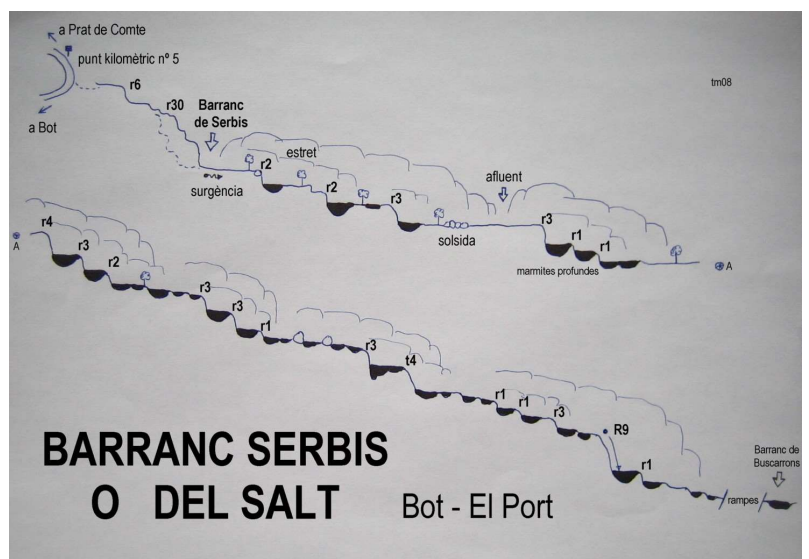 a Prat de Comte
punt kilomètric nº 5
tm08
r6
r30
Barranc
de Serbis
a Bot
estret
r2
afluent
surgència
r2
r3
solsida
r3
r1
r1
marmites profundes
A
r4
A
r3
r2
r3
r3
r1
r3
t4
r1
r1
r3
R9
r1
Barranc de
Buscarrons
rampes
BARRANC SERBIS
O DEL SALT
Bot - El Port